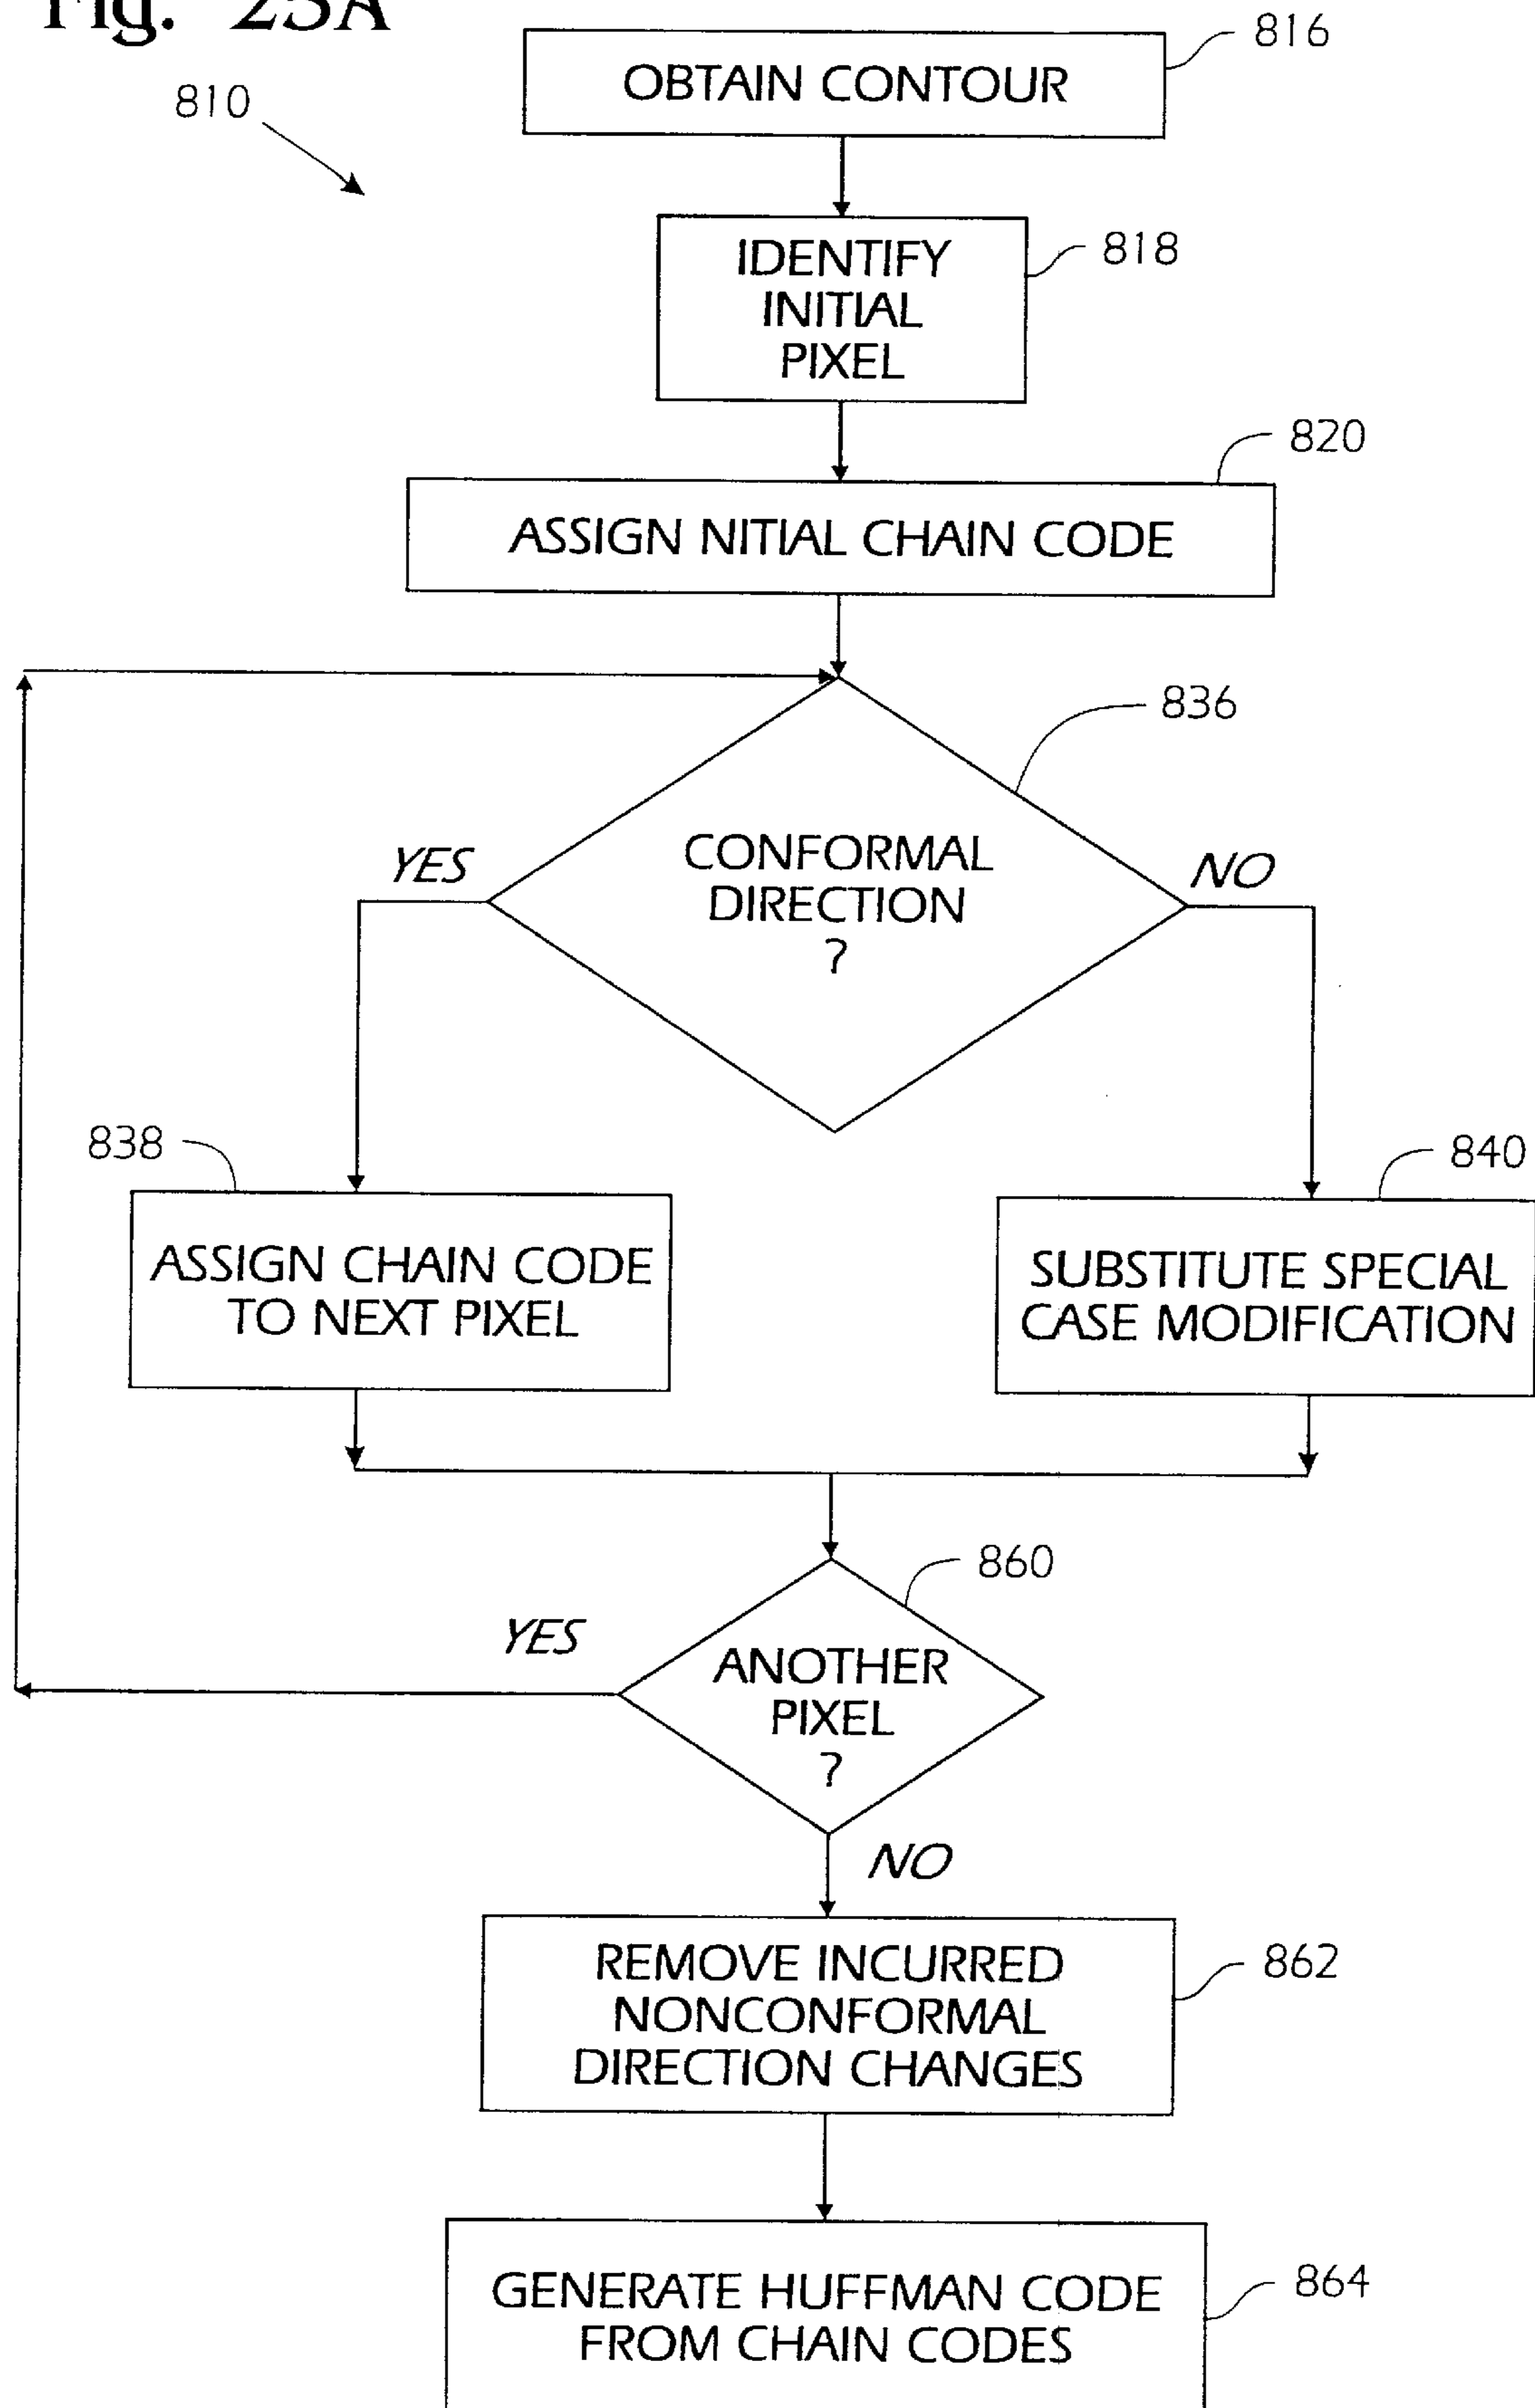 Fig. 23A
810
OBTAIN CONTOUR
816
IDENTIFY
INITIAL
PIXEL
818
820
ASSIGN NITIAL CHAIN CODE
836
CONFORMAL
DIRECTION
?
YES
NO
838
840
ASSIGN CHAIN CODE
TO NEXT PIXEL
SUBSTITUTE SPECIAL
CASE MODIFICATION
860
YES
ANOTHER
PIXEL
?
NO
REMOVE INCURRED
NONCONFORMAL
DIRECTION CHANGES
862
GENERATE HUFFMAN CODE
FROM CHAIN CODES
864